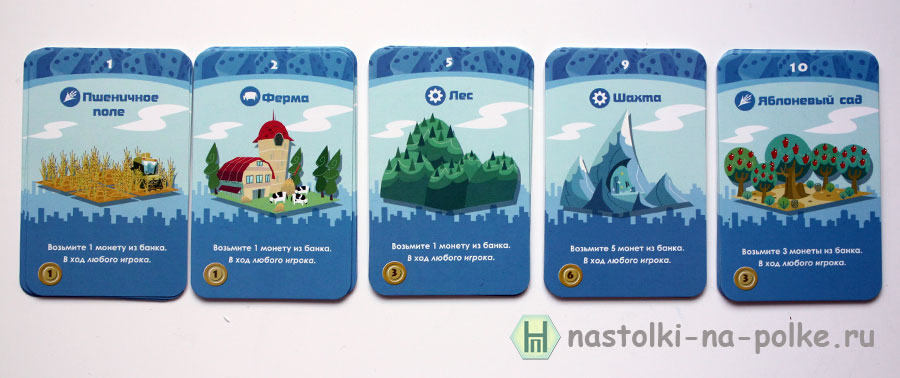 1
Пшеничное
поле
Возьмите 1 монету из банка.
В ход любого игрока.
1
2
Ферма
Возьмите 1 монету из банка.
В ход любого игрока.
1
5
Лес
Возьмите 1 монету из банка.
В ход любого игрока.
3
9
Шахта
Возьмите 5 монет из банка.
В ход любого игрока.
6
10
Яблоневый сад
Возьмите 3 монеты из банка.
В ход любого игрока.
3
НП nastolki-na-polke.ru